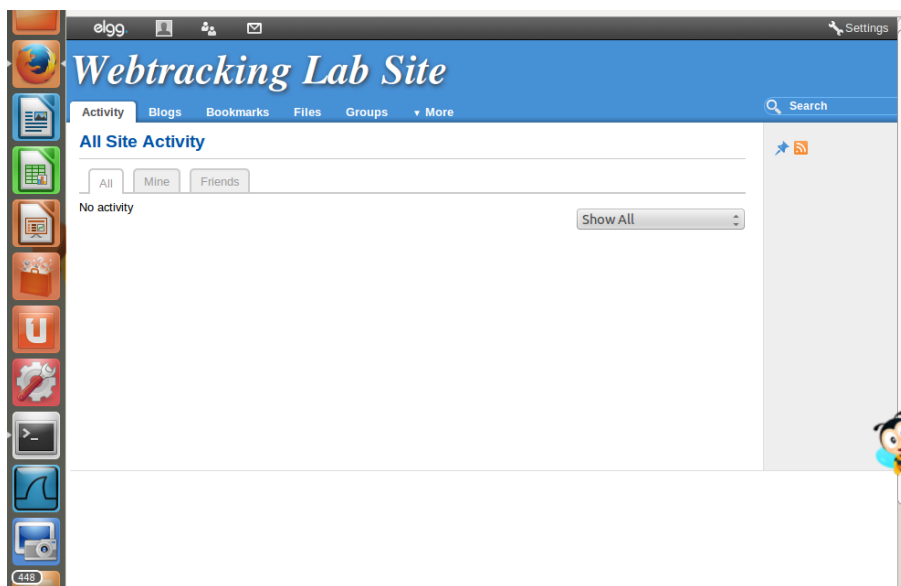 elgg. Settings
Webtracking Lab Site
Activity Blogs Bookmarks Files Groups ▾ More Search
All Site Activity
All Mine Friends
No activity
Show All
448